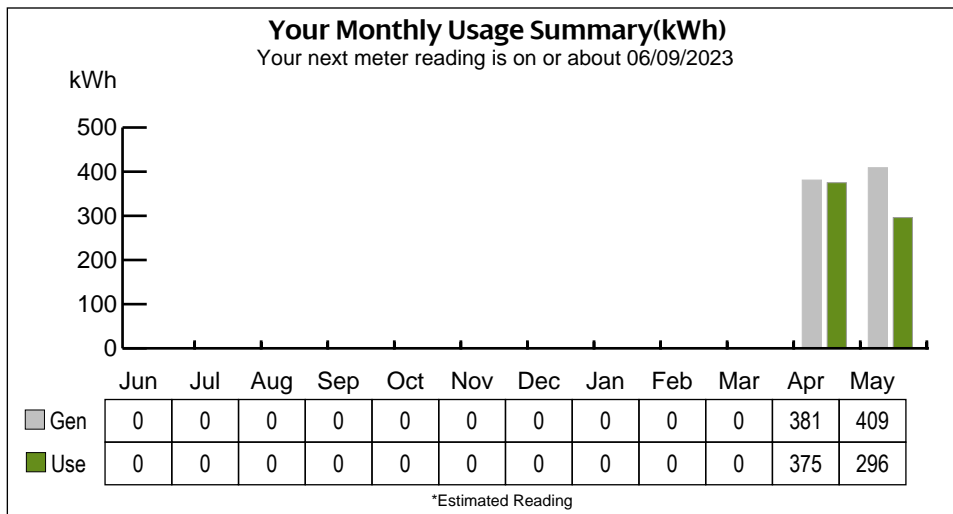 Your Monthly Usage Summary(kWh)
Your next meter reading is on or about 06/09/2023
kWh
500
400
300
200
100
0
Jun Jul Aug Sep Oct Nov Dec Jan Feb Mar Apr May
Gen 0 0 0 0 0 0 0 0 0 0 381 409
Use 0 0 0 0 0 0 0 0 0 0 375 296
*Estimated Reading